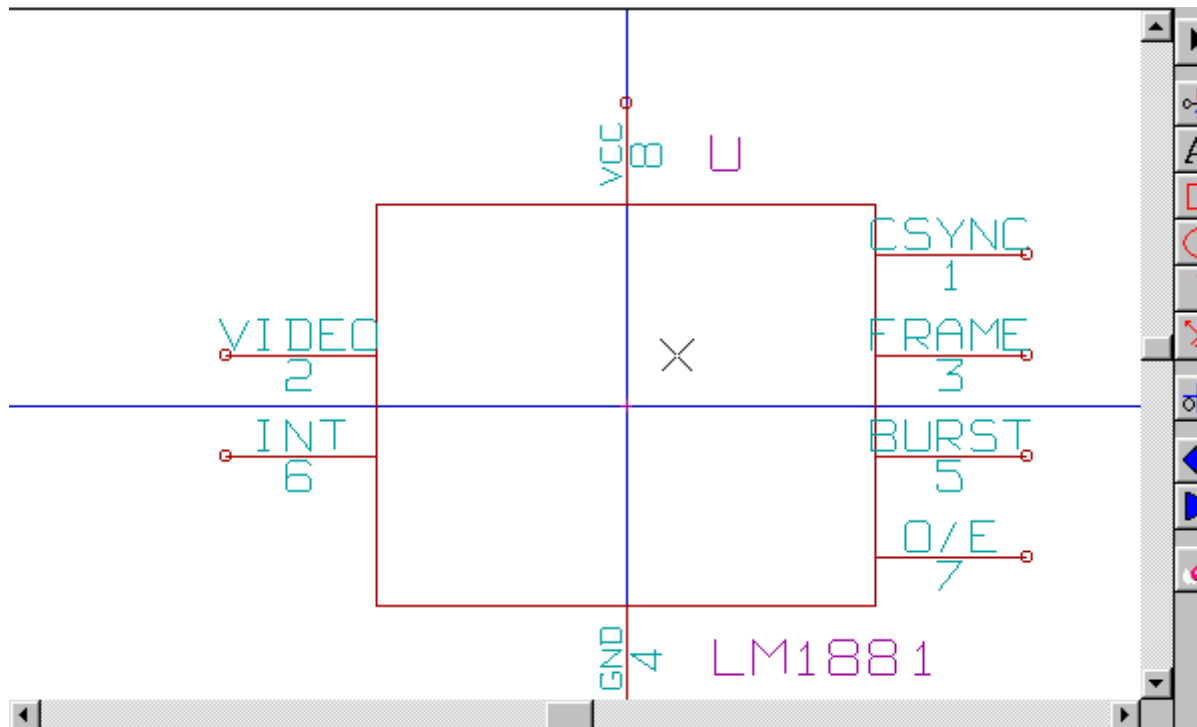 VCC
8
U
CSYNC
1
VIDEO
2
FRAME
3
INT
6
BURST
5
O/E
7
GND
4
LM1881
A